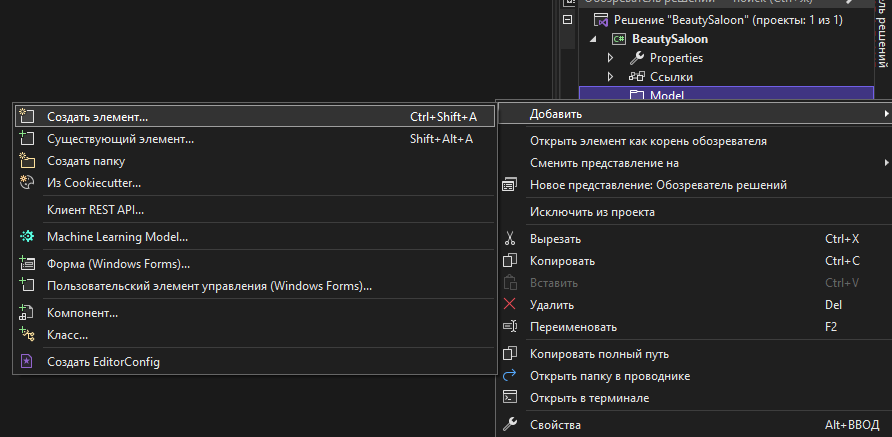 Решение "BeautySaloon" (проекты: 1 из 1)
BeautySaloon
Properties
Ссылки
Model
Создать элемент... Ctrl+Shift+A
Существующий элемент... Shift+Alt+A
Создать папку
Из Cookiecutter...
Клиент REST API...
Machine Learning Model...
Форма (Windows Forms)...
Пользовательский элемент управления (Windows Forms)...
Компонент...
Класс...
Создать EditorConfig
Добавить
Открыть элемент как корень обозревателя
Сменить представление на
Новое представление: Обозреватель решений
Исключить из проекта
Вырезать Ctrl+X
Копировать Ctrl+C
Вставить Ctrl+V
Удалить Del
Переименовать F2
Копировать полный путь
Открыть папку в проводнике
Открыть в терминале
Свойства Alt+ВВОД
ль решений